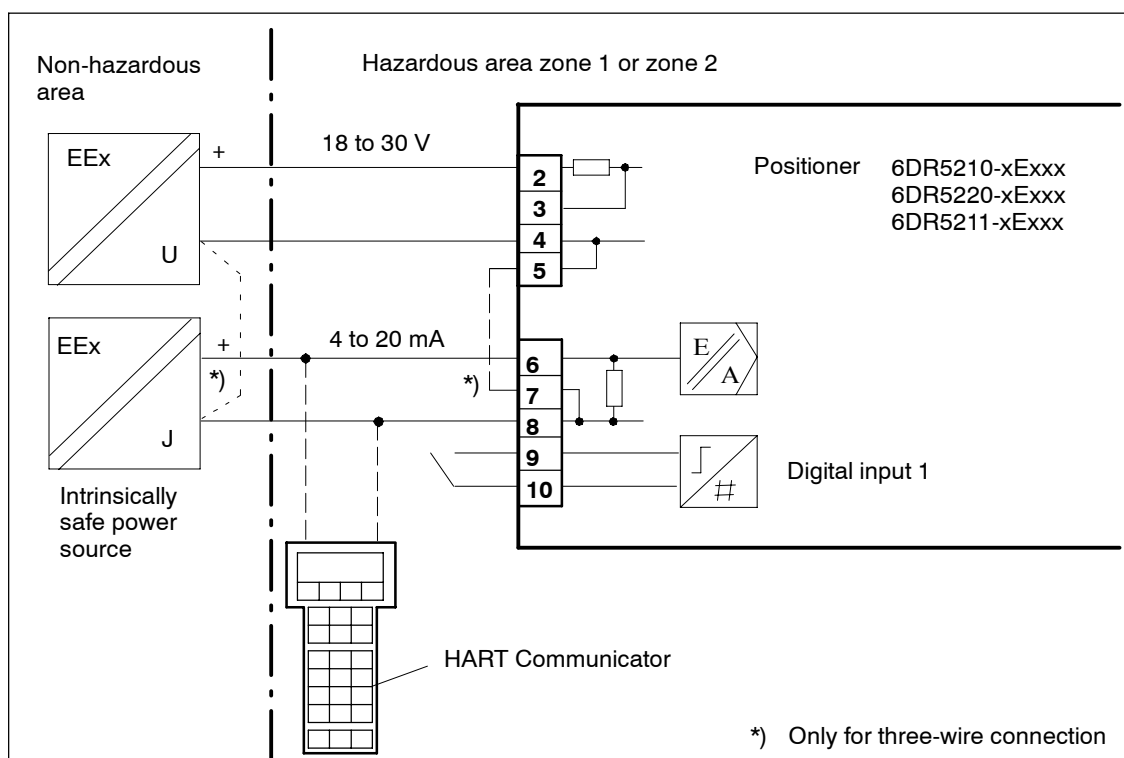 Non-hazardous
area
Hazardous area zone 1 or zone 2
EEx
+
U
18 to 30 V
2
3
4
5
Positioner
6DR5210-xExxx
6DR5220-xExxx
6DR5211-xExxx
EEx
+
*)
J
4 to 20 mA
*)
6
7
8
9
10
E
A
#
Digital input 1
Intrinsically
safe power
source
HART Communicator
*) Only for three-wire connection